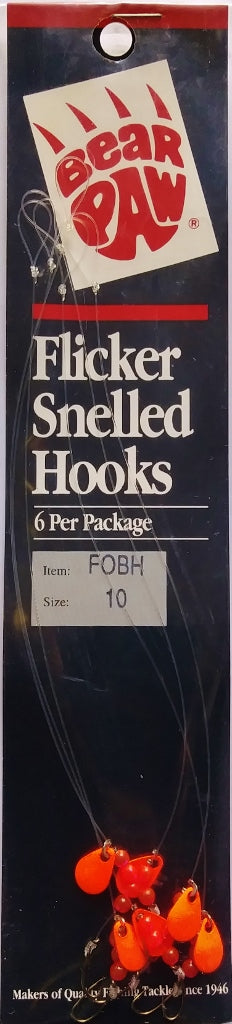 BEAR
PAW
®
Flicker
Snelled
Hooks
6 Per Package
Item: FOBH
Size: 10
Makers of Quality Fishing Tackle Since 1946